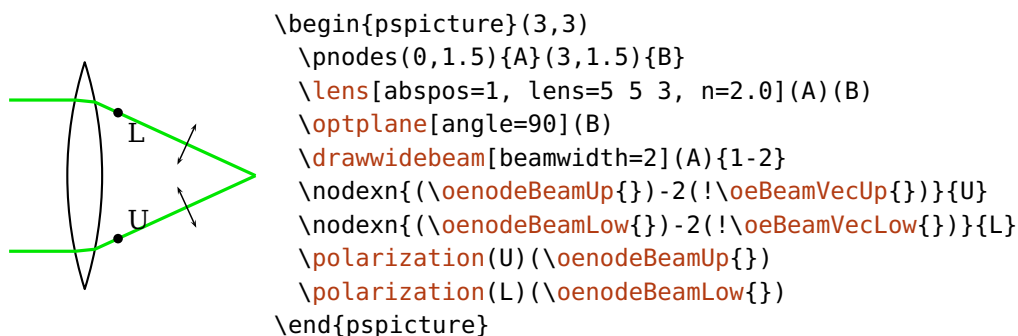 L
U
\begin{pspicture}(3,3)
  \pnodes(0,1.5){A}(3,1.5){B}
  \lens[abspos=1, lens=5 5 3, n=2.0](A)(B)
  \optplane[angle=90](B)
  \drawwidebeam[beamwidth=2](A){1-2}
  \nodexn{(\oenodeBeamUp{})-2(!\oeBeamVecUp{})}{U}
  \nodexn{(\oenodeBeamLow{})-2(!\oeBeamVecLow{})}{L}
  \polarization(U)(\oenodeBeamUp{})
  \polarization(L)(\oenodeBeamLow{})
\end{pspicture}